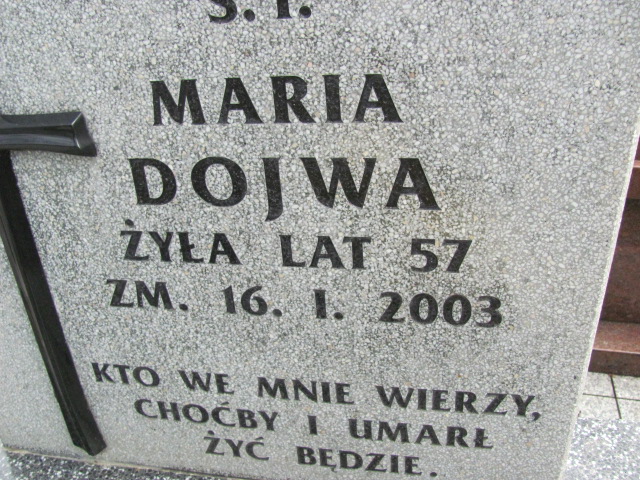 Ś.P.
MARIA
DOJWA
ŻYŁA LAT 57
ZM. 16. I. 2003
KTO WE MNIE WIERZY,
CHOĆBY I UMARŁ
ŻYĆ BĘDZIE.